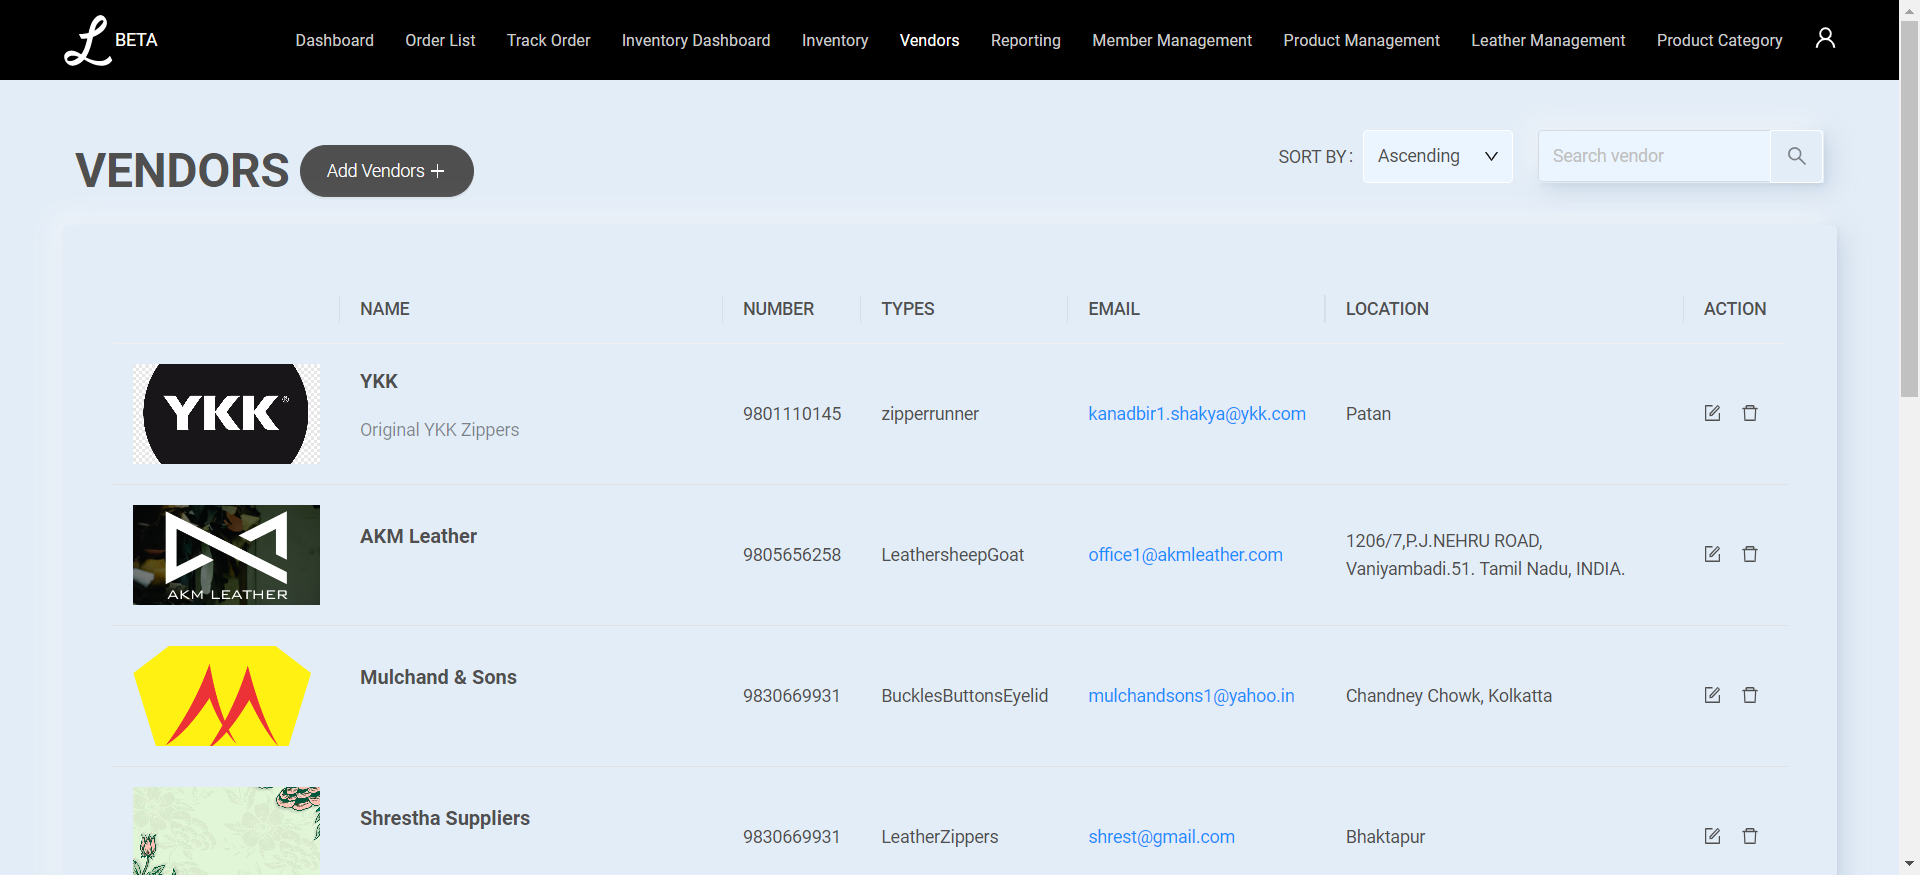 L BETA
Dashboard Order List Track Order Inventory Dashboard Inventory Vendors Reporting Member Management Product Management Leather Management Product Category
VENDORS Add Vendors +
SORT BY : Ascending
Search vendor
NAME NUMBER TYPES EMAIL LOCATION ACTION
YKK®
YKK
Original YKK Zippers
9801110145 zipperrunner kanadbir1.shakya@ykk.com Patan
AKM LEATHER
AKM Leather
9805656258 LeathersheepGoat office1@akmleather.com
1206/7,P.J.NEHRU ROAD,
Vaniyambadi.51. Tamil Nadu, INDIA.
Mulchand & Sons
9830669931 BucklesButtonsEyelid mulchandsons1@yahoo.in Chandney Chowk, Kolkatta
Shrestha Suppliers
9830669931 LeatherZippers shrest@gmail.com Bhaktapur